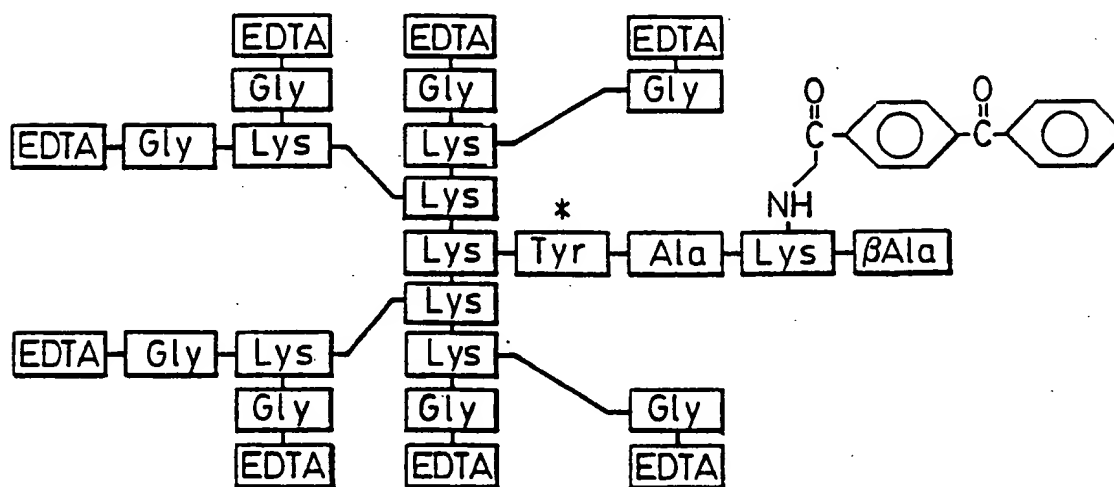 EDTA EDTA EDTA
Gly Gly Gly
O O
EDTA Gly Lys Lys C C
Lys NH
*
Lys Tyr Ala Lys βAla
Lys
EDTA Gly Lys Lys
Gly Gly Gly
EDTA EDTA EDTA